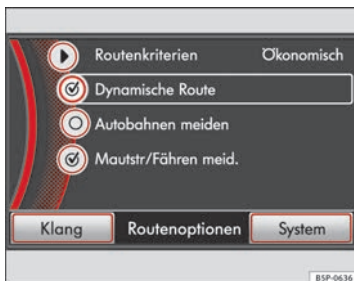 Routenkriterien Ökonomisch
Dynamische Route
Autobahnen meiden
Mautstr/Fähren meid.
Klang Routenoptionen System
B5P-0636